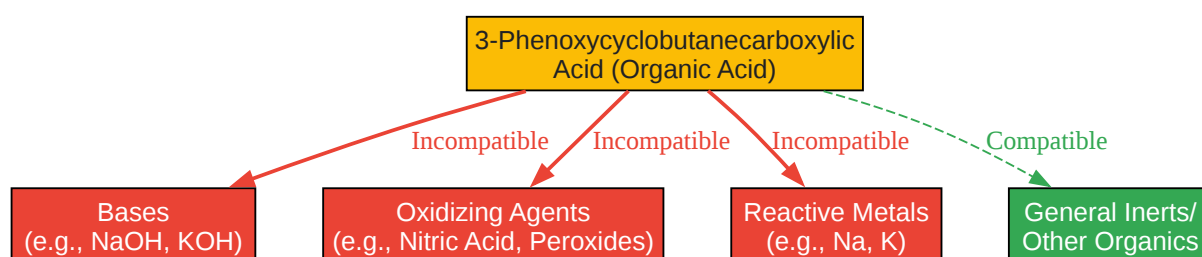 3-Phenoxycyclobutanecarboxylic
Acid (Organic Acid)
Incompatible
Incompatible
Incompatible
Compatible
Bases
(e.g., NaOH, KOH)
Oxidizing Agents
(e.g., Nitric Acid, Peroxides)
Reactive Metals
(e.g., Na, K)
General Inerts/
Other Organics